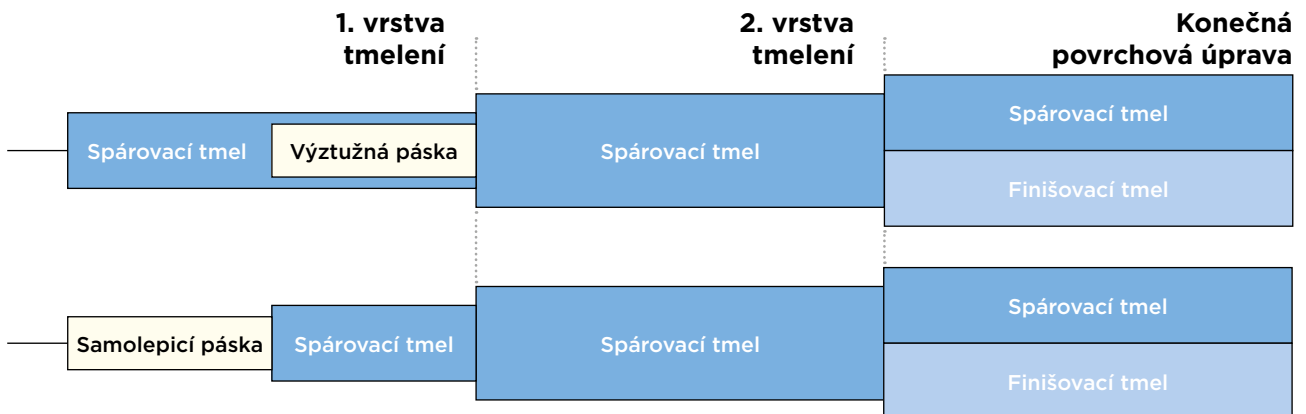 1. vrstva
tmelení
2. vrstva
tmelení
Konečná
povrchová úprava
Spárovací tmel
Výztužná páska
Spárovací tmel
Spárovací tmel
Finišovací tmel
Samolepicí páska
Spárovací tmel
Spárovací tmel
Spárovací tmel
Finišovací tmel